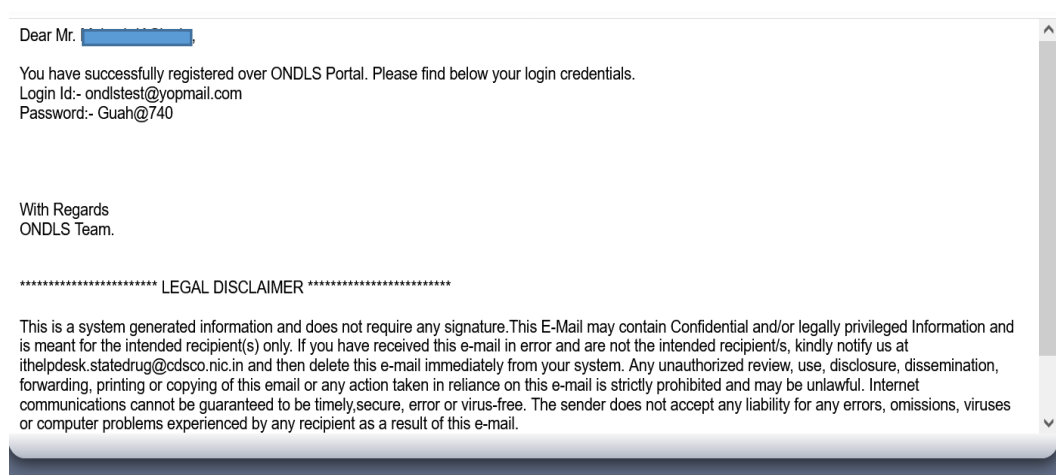 Dear Mr. ,
You have successfully registered over ONDLS Portal. Please find below your login credentials.
Login Id:- ondlstest@yopmail.com
Password:- Guah@740
With Regards
ONDLS Team.
************************ LEGAL DISCLAIMER *************************
This is a system generated information and does not require any signature.This E-Mail may contain Confidential and/or legally privileged Information and
is meant for the intended recipient(s) only. If you have received this e-mail in error and are not the intended recipient/s, kindly notify us at
ithelpdesk.statedrug@cdsco.nic.in and then delete this e-mail immediately from your system. Any unauthorized review, use, disclosure, dissemination,
forwarding, printing or copying of this email or any action taken in reliance on this e-mail is strictly prohibited and may be unlawful. Internet
communications cannot be guaranteed to be timely,secure, error or virus-free. The sender does not accept any liability for any errors, omissions, viruses
or computer problems experienced by any recipient as a result of this e-mail.